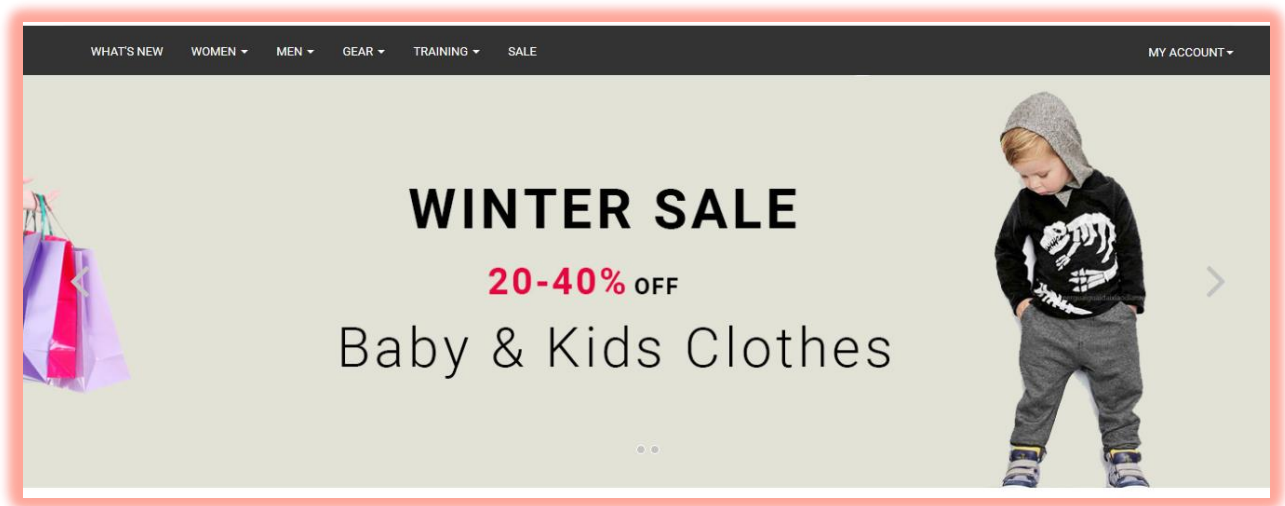 WHAT'S NEW WOMEN MEN GEAR TRAINING SALE MY ACCOUNT
WINTER SALE
20-40% OFF
Baby & Kids Clothes